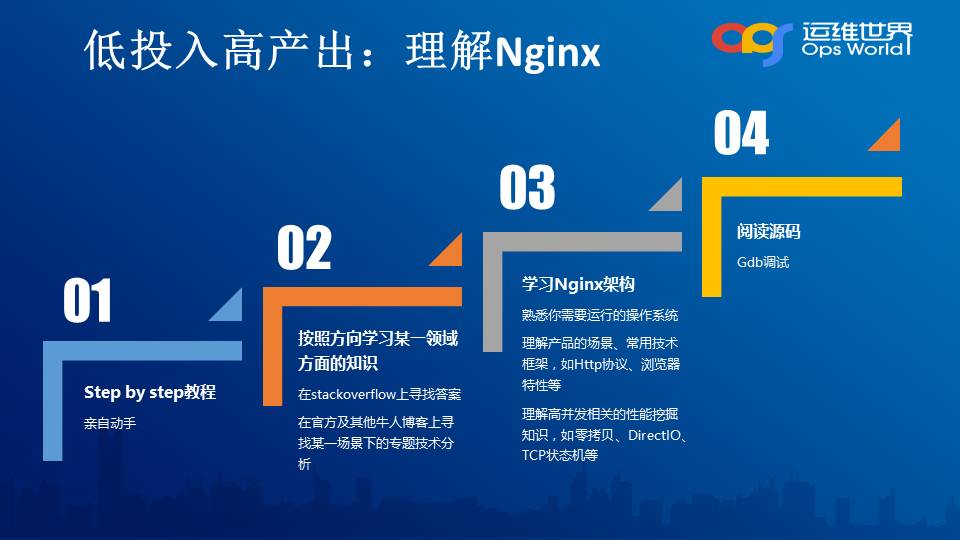 低投入高产出：理解Nginx
运维世界
Ops World
01
Step by step教程
亲自动手
02
按照方向学习某一领域
方面的知识
在stackoverflow上寻找答案
在官方及其他牛人博客上寻
找某一场景下的专题技术分
析
03
学习Nginx架构
熟悉你需要运行的操作系统
理解产品的场景、常用技术
框架，如Http协议、浏览器
特性等
理解高并发相关的性能挖掘
知识，如零拷贝、DirectIO、
TCP状态机等
04
阅读源码
Gdb调试